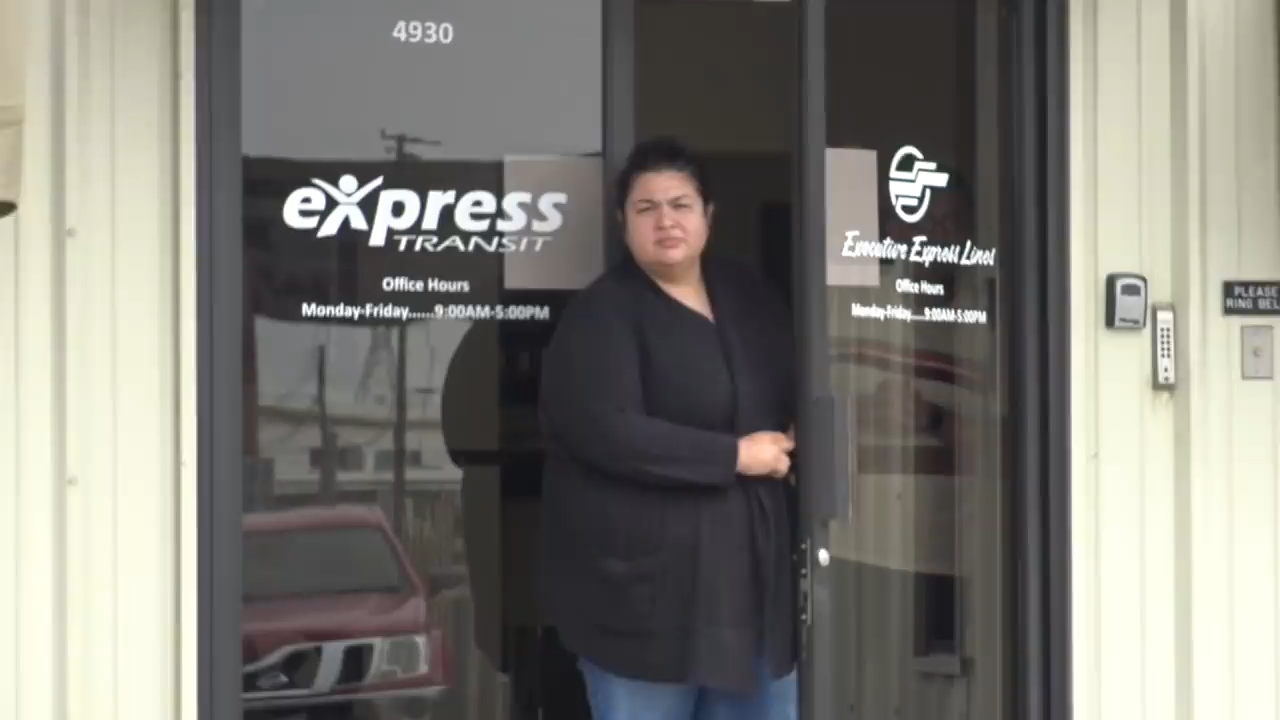 4930
express
TRANSIT
Office Hours
Monday-Friday......9:00AM-5:00PM
Executive Express Lines
Office Hours
Monday-Friday......9:00AM-5:00PM
PLEASE
RING BEL